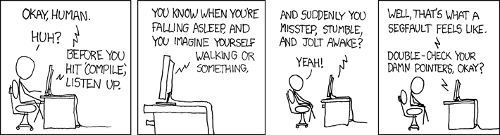 OKAY, HUMAN.
HUH?
BEFORE YOU
HIT 'COMPILE,'
LISTEN UP.
YOU KNOW WHEN YOU'RE
FALLING ASLEEP, AND
YOU IMAGINE YOURSELF
WALKING OR
SOMETHING,
AND SUDDENLY YOU
MISSTEP, STUMBLE,
AND JOLT AWAKE?
YEAH!
WELL, THAT'S WHAT A
SEGFAULT FEELS LIKE.
DOUBLE-CHECK YOUR
DAMN POINTERS, OKAY?